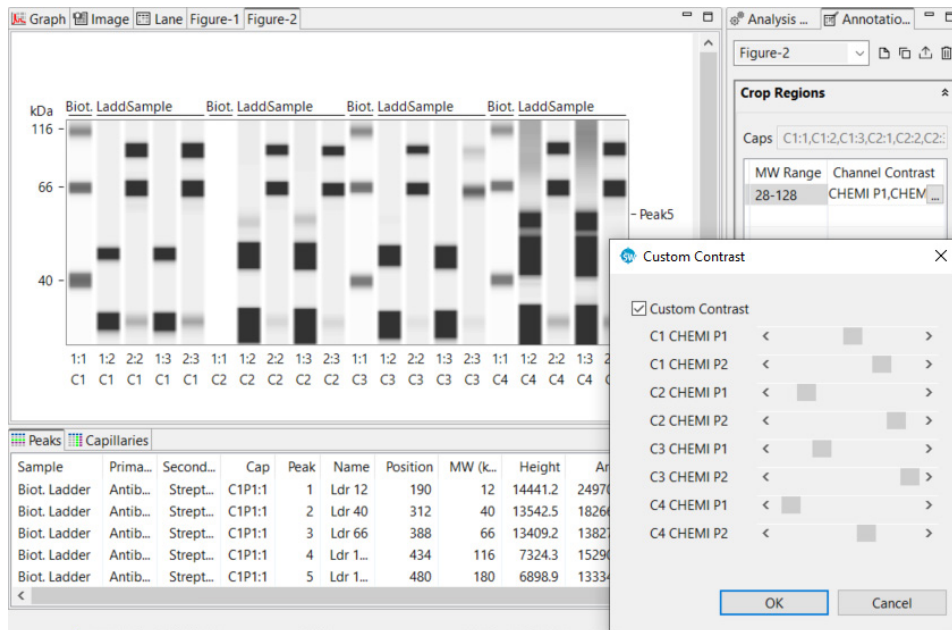 Graph Image Lane Figure-1 Figure-2
Analysis ... Annotatio...
Figure-2
Crop Regions
Caps C1:1,C1:2,C1:3,C2:1,C2:2,C2:
MW Range Channel Contrast
28-128 CHEMI P1,CHEM ...
kDa Biot. LaddSample Biot. LaddSample Biot. LaddSample Biot. LaddSample
116
66
Peak5
40
1:1 1:2 2:2 1:3 2:3 1:1 1:2 2:2 1:3 2:3 1:1 1:2 2:2 1:3 2:3 1:1 1:2 2:2 1:3
C1 C1 C1 C1 C1 C2 C2 C2 C2 C2 C3 C3 C3 C3 C3 C4 C4 C4 C4
Custom Contrast
Custom Contrast
C1 CHEMI P1
C1 CHEMI P2
C2 CHEMI P1
C2 CHEMI P2
C3 CHEMI P1
C3 CHEMI P2
C4 CHEMI P1
C4 CHEMI P2
OK Cancel
Peaks Capillaries
Sample Prima... Second... Cap Peak Name Position MW (k... Height Ar
Biot. Ladder Antib... Strept... C1P1:1 1 Ldr 12 190 12 14441.2 24970
Biot. Ladder Antib... Strept... C1P1:1 2 Ldr 40 312 40 13542.5 18266
Biot. Ladder Antib... Strept... C1P1:1 3 Ldr 66 388 66 13409.2 13827
Biot. Ladder Antib... Strept... C1P1:1 4 Ldr 1... 434 116 7324.3 15290
Biot. Ladder Antib... Strept... C1P1:1 5 Ldr 1... 480 180 6898.9 13334